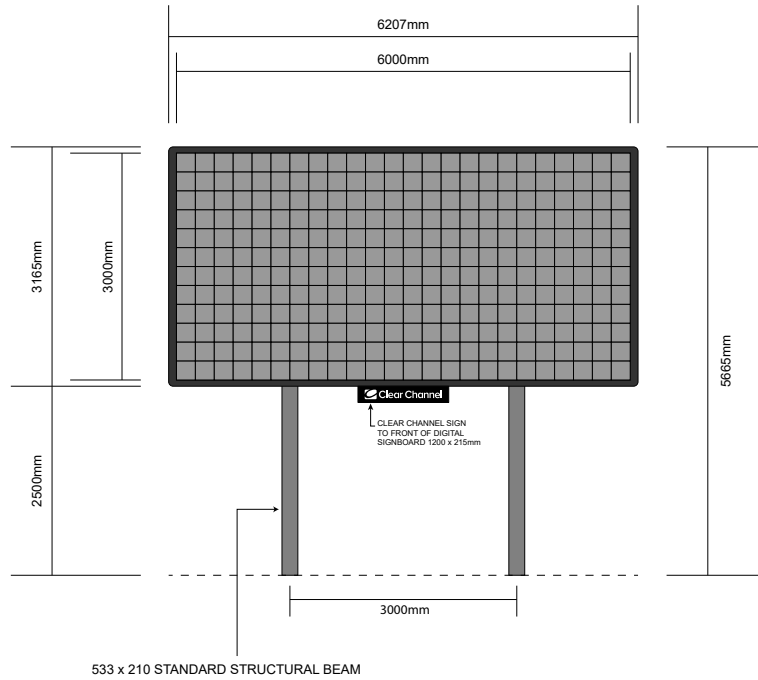 6207mm
6000mm
3165mm
3000mm
5665mm
Clear Channel
CLEAR CHANNEL SIGN
TO FRONT OF DIGITAL
SIGNBOARD 1200 x 215mm
2500mm
3000mm
533 x 210 STANDARD STRUCTURAL BEAM